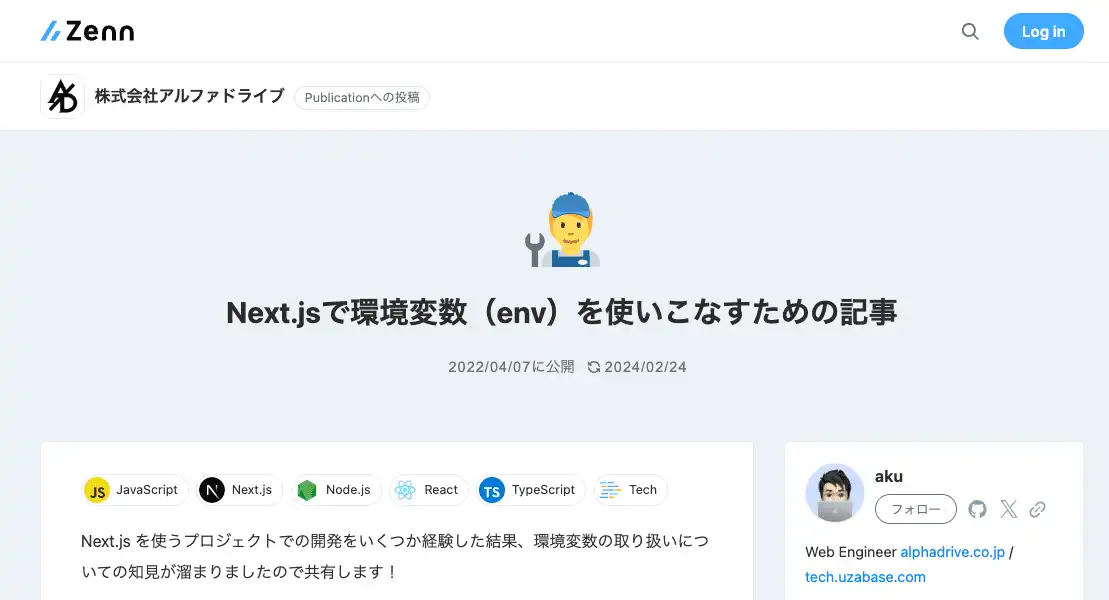 Zenn
Log in
株式会社アルファドライブ
Publicationへの投稿
Next.jsで環境変数（env）を使いこなすための記事
2022/04/07に公開
2024/02/24
JS JavaScript
N Next.js
Node.js
React
TS TypeScript
Tech
Next.js を使うプロジェクトでの開発をいくつか経験した結果、環境変数の取り扱いにつ
いての知見が溜まりましたので共有します！
aku
フォロー
Web Engineer alphadrive.co.jp /
tech.uzabase.com